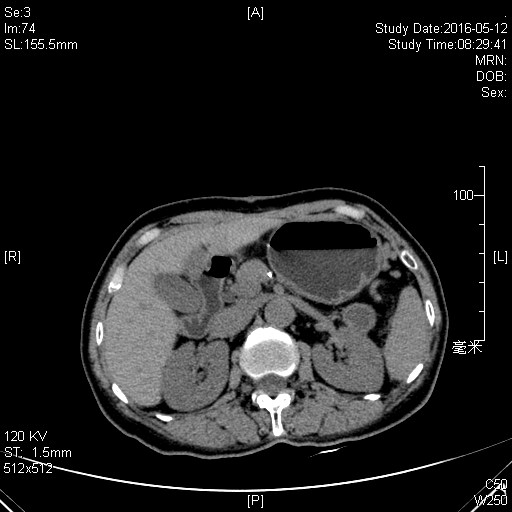 Se:3
Im:74
SL:155.5mm
[A]
Study Date:2016-05-12
Study Time:08:29:41
MRN:
DOB:
Sex:
100
[R]
[L]
毫米
120 KV
ST: 1.5mm
512x512
[P]
C50
W250